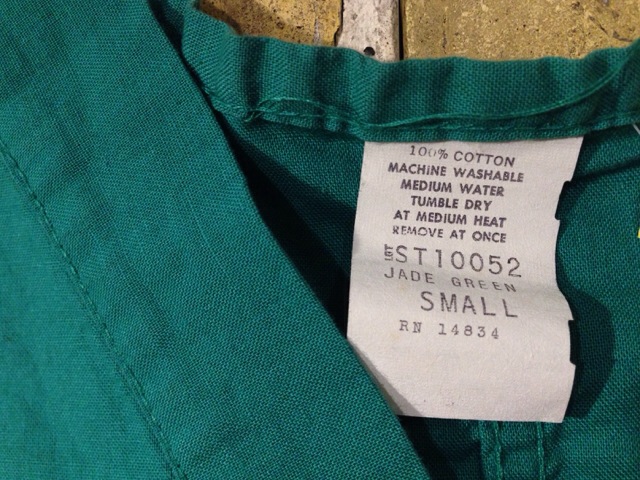 100% COTTON
MACHINE WASHABLE
MEDIUM WATER
TUMBLE DRY
AT MEDIUM HEAT
REMOVE AT ONCE
LOT ST10052
JADE GREEN
SMALL
RN 14834